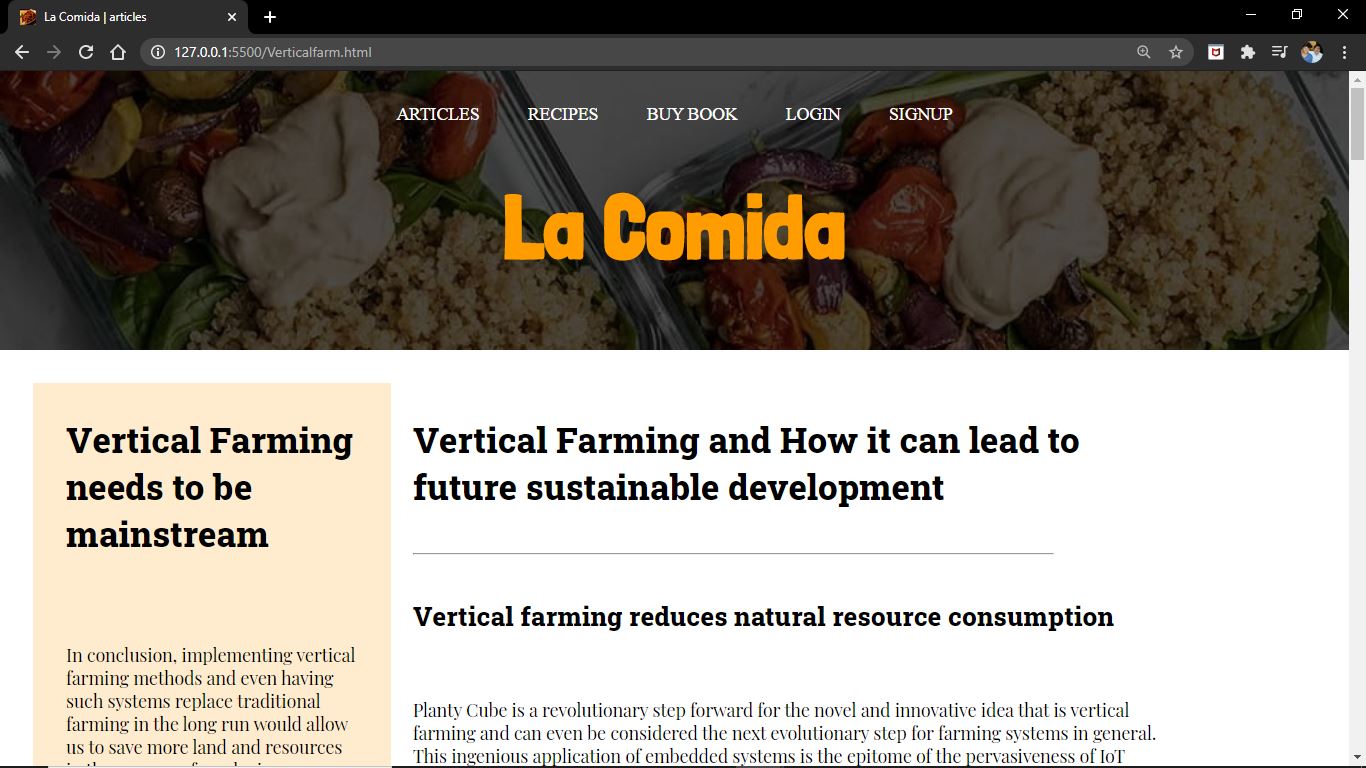 La Comida | articles
127.0.0.1:5500/Verticalfarm.html
ARTICLES RECIPES BUY BOOK LOGIN SIGNUP
La Comida
Vertical Farming
needs to be
mainstream
In conclusion, implementing vertical
farming methods and even having
such systems replace traditional
farming in the long run would allow
us to save more land and resources
Vertical Farming and How it can lead to
future sustainable development
Vertical farming reduces natural resource consumption
Planty Cube is a revolutionary step forward for the novel and innovative idea that is vertical
farming and can even be considered the next evolutionary step for farming systems in general.
This ingenious application of embedded systems is the epitome of the pervasiveness of IoT